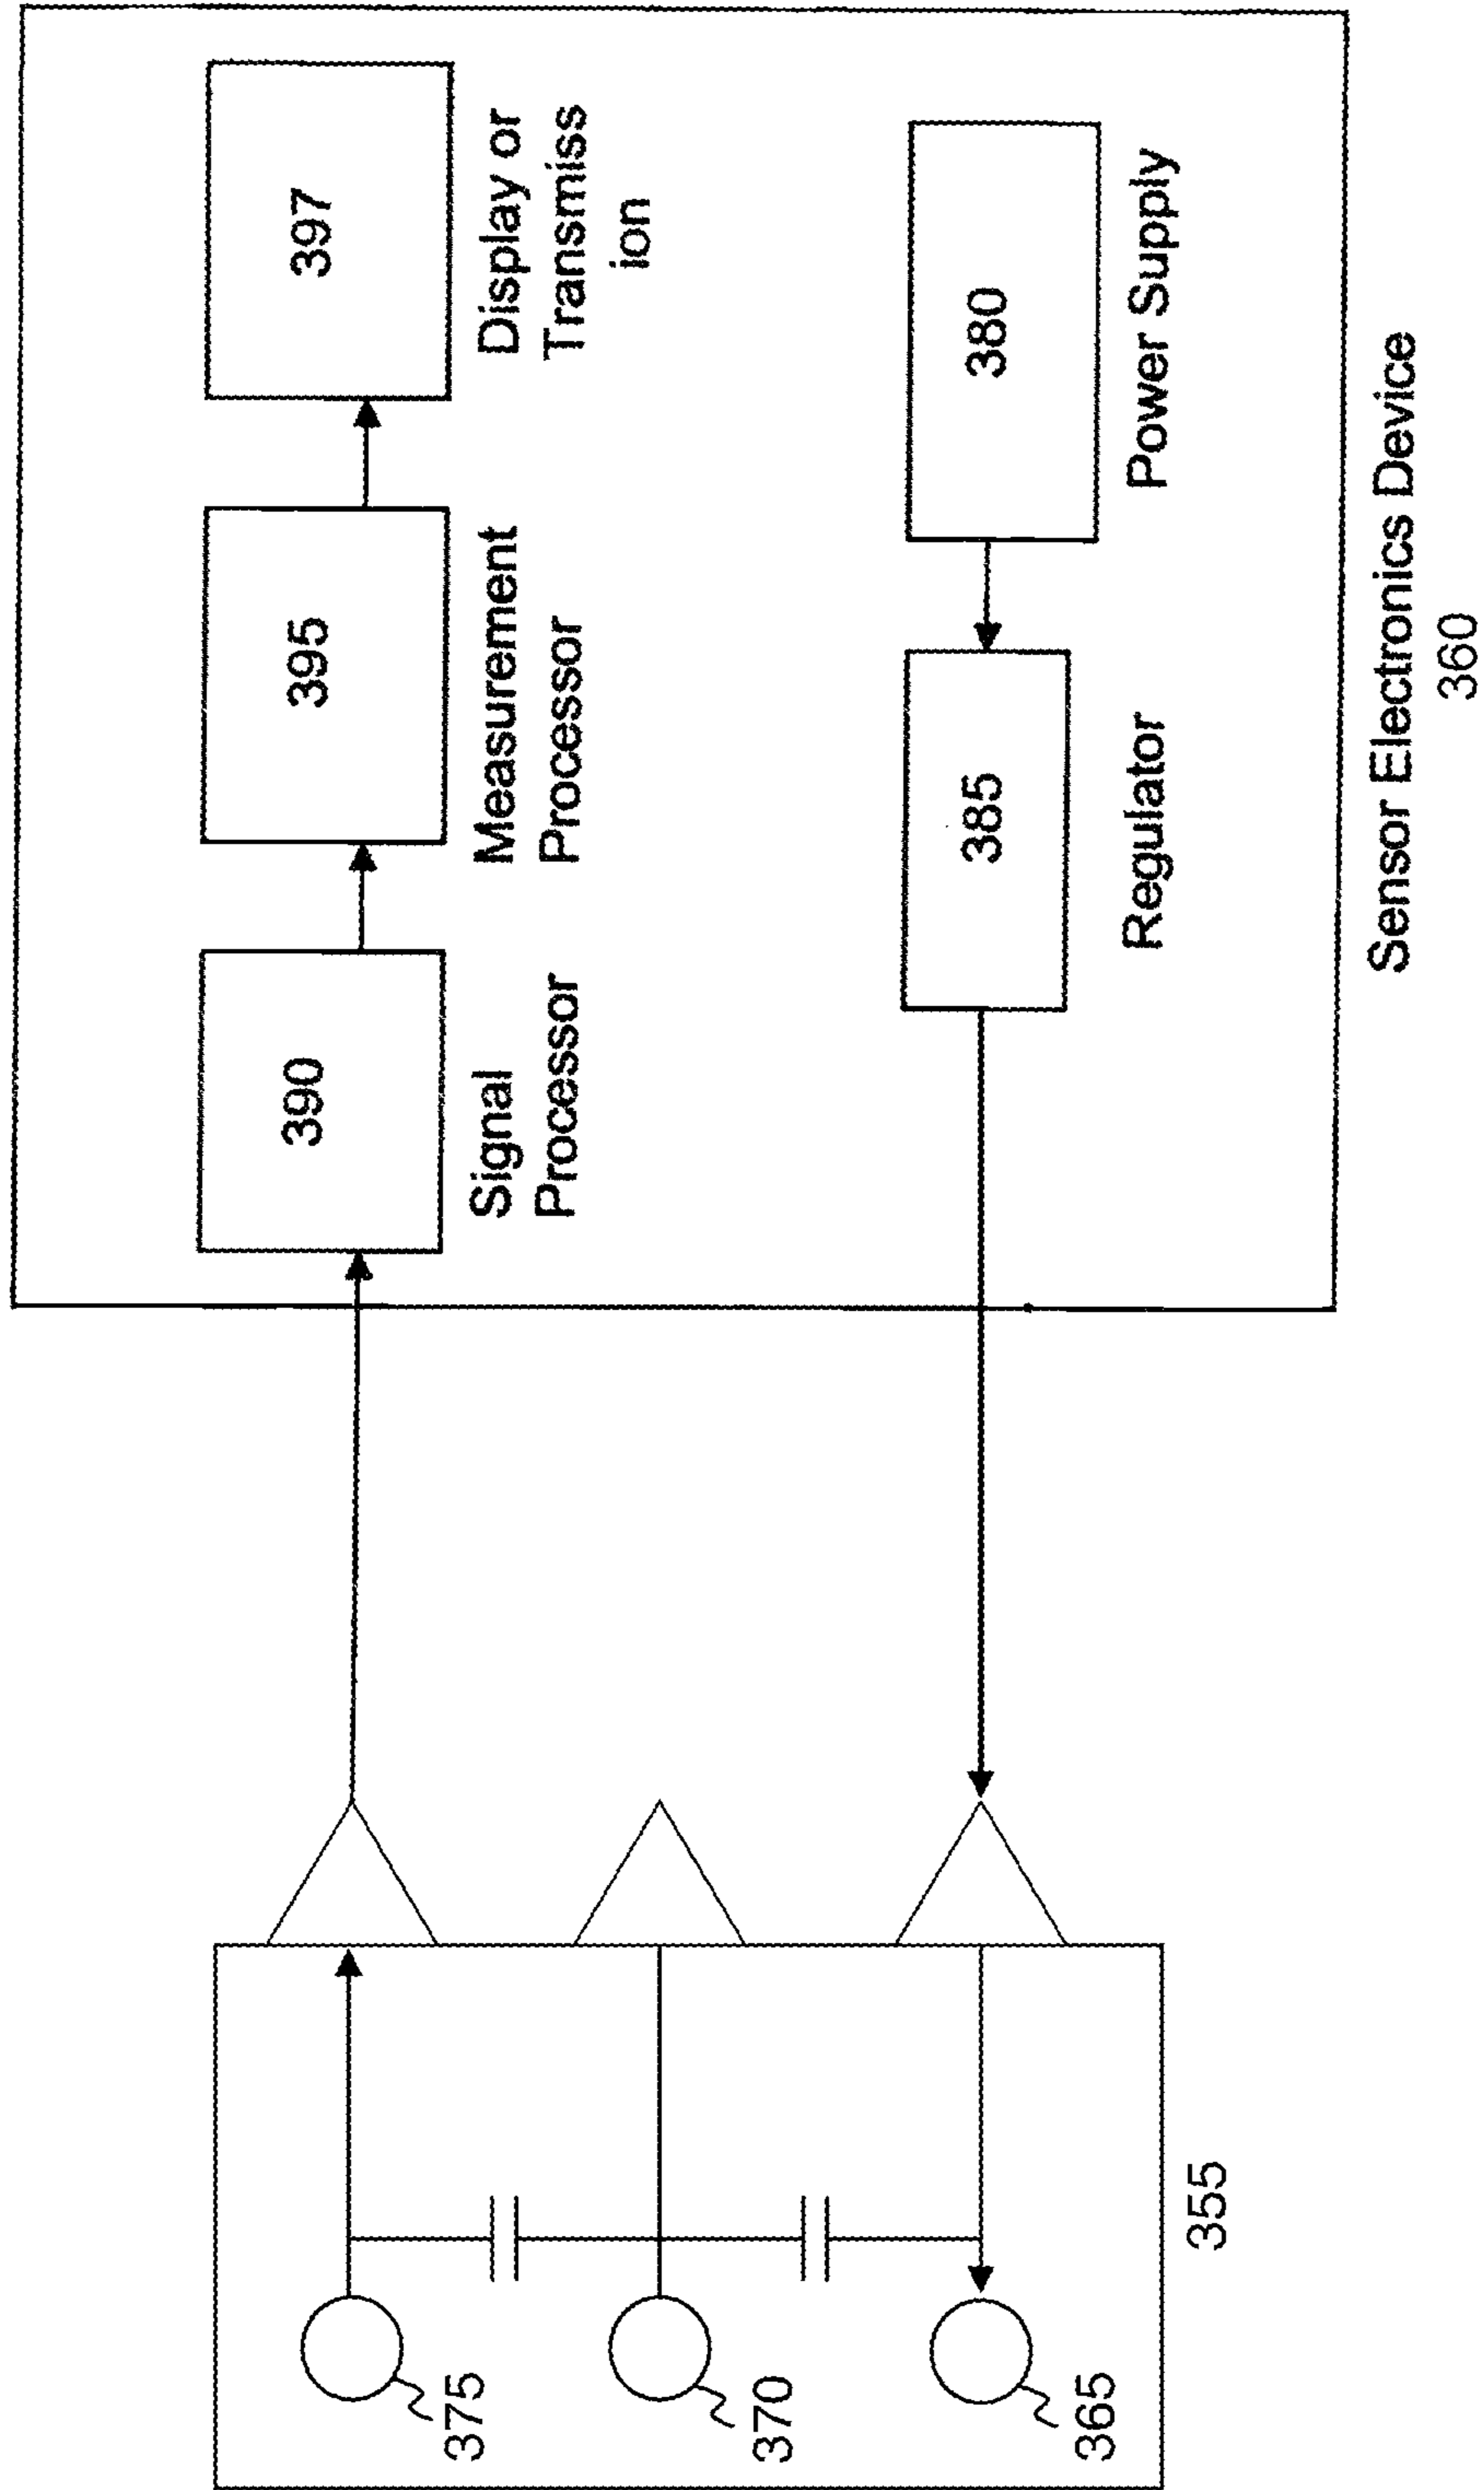 375
370
365
355
390
Signal
Processor
395
Measurement
Processor
397
Display or
Transmiss
ion
385
Regulator
380
Power Supply
Sensor Electronics Device
360